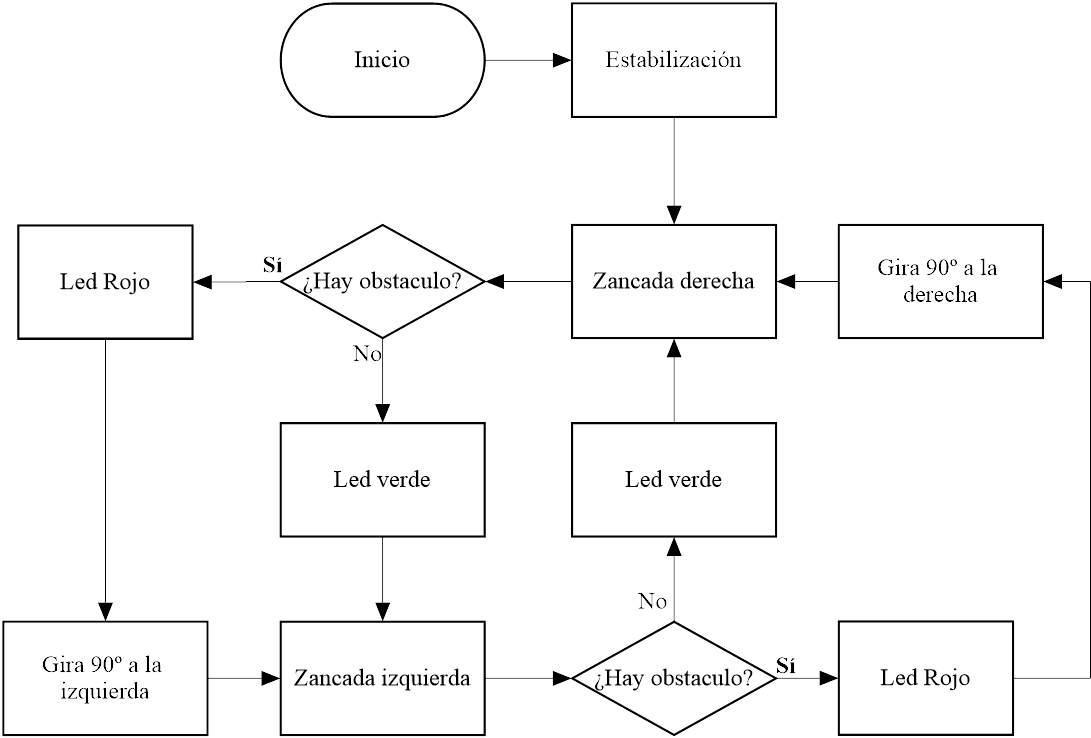 Inicio
Estabilización
Led Rojo
Sí
¿Hay obstaculo?
Zancada derecha
Gira 90º a la
derecha
No
Led verde
Led verde
No
Gira 90º a la
izquierda
Zancada izquierda
¿Hay obstaculo?
Sí
Led Rojo